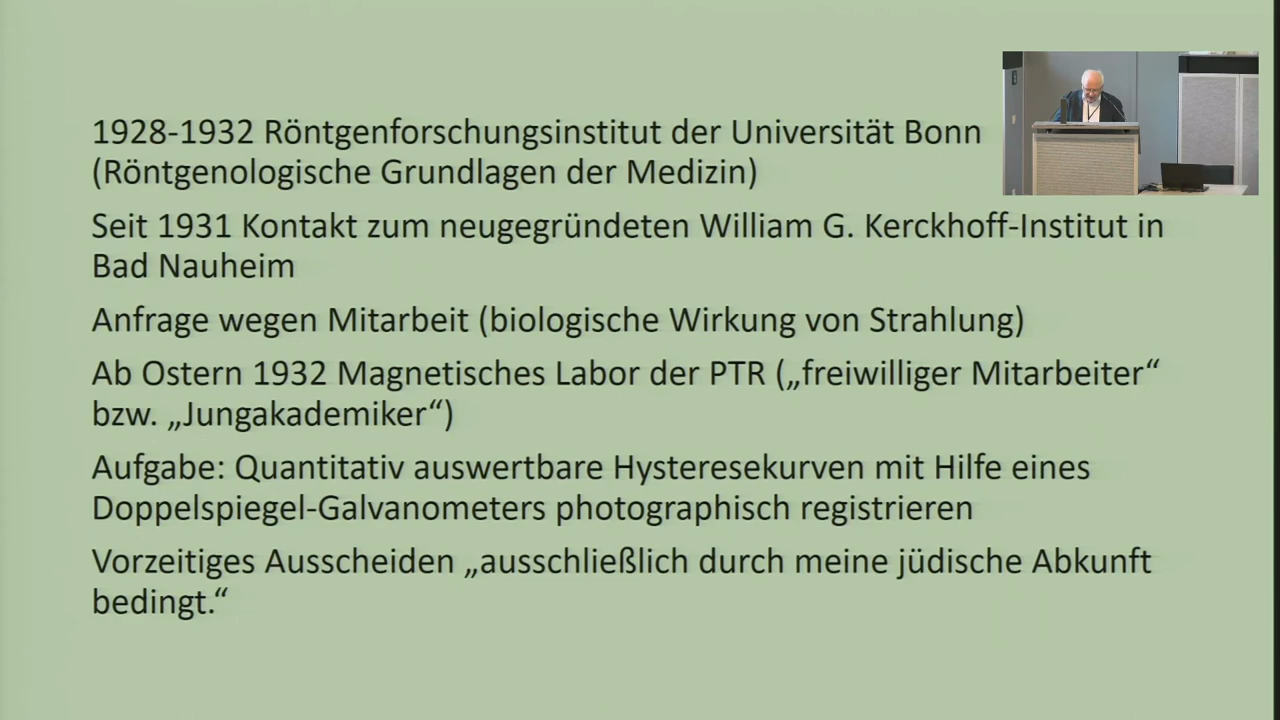 1928-1932 Röntgenforschungsinstitut der Universität Bonn
(Röntgenologische Grundlagen der Medizin)
Seit 1931 Kontakt zum neugegründeten William G. Kerckhoff-Institut in
Bad Nauheim
Anfrage wegen Mitarbeit (biologische Wirkung von Strahlung)
Ab Ostern 1932 Magnetisches Labor der PTR („freiwilliger Mitarbeiter“
bzw. „Jungakademiker“)
Aufgabe: Quantitativ auswertbare Hysteresekurven mit Hilfe eines
Doppelspiegel-Galvanometers photographisch registrieren
Vorzeitiges Ausscheiden „ausschließlich durch meine jüdische Abkunft
bedingt.“